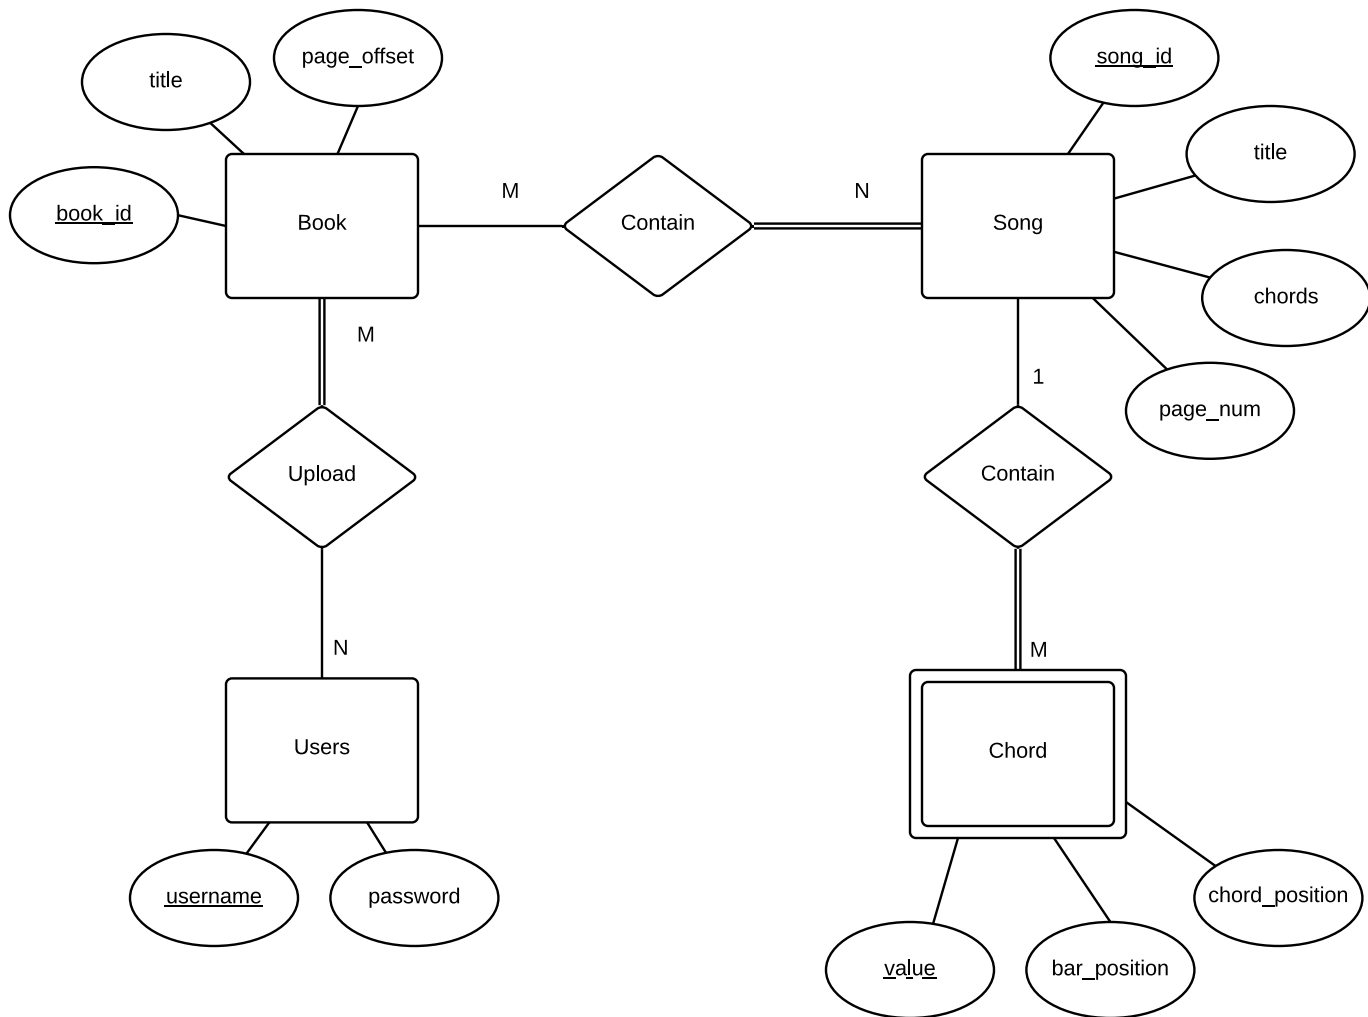 page_offset
title
book_id
Book
M
Contain
N
Song
song_id
title
chords
page_num
M
Upload
N
Users
username
password
1
Contain
M
Chord
value
bar_position
chord_position